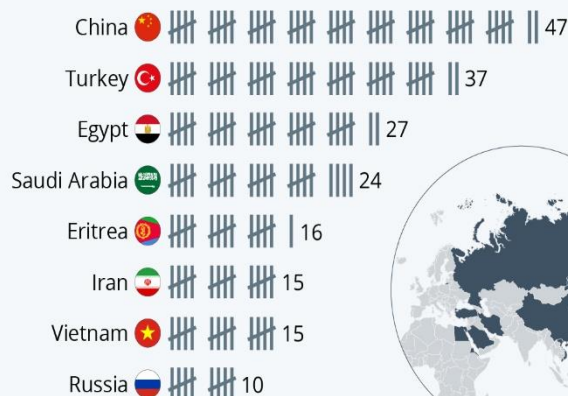 China 47
Turkey 37
Egypt 27
Saudi Arabia 24
Eritrea 16
Iran 15
Vietnam 15
Russia 10